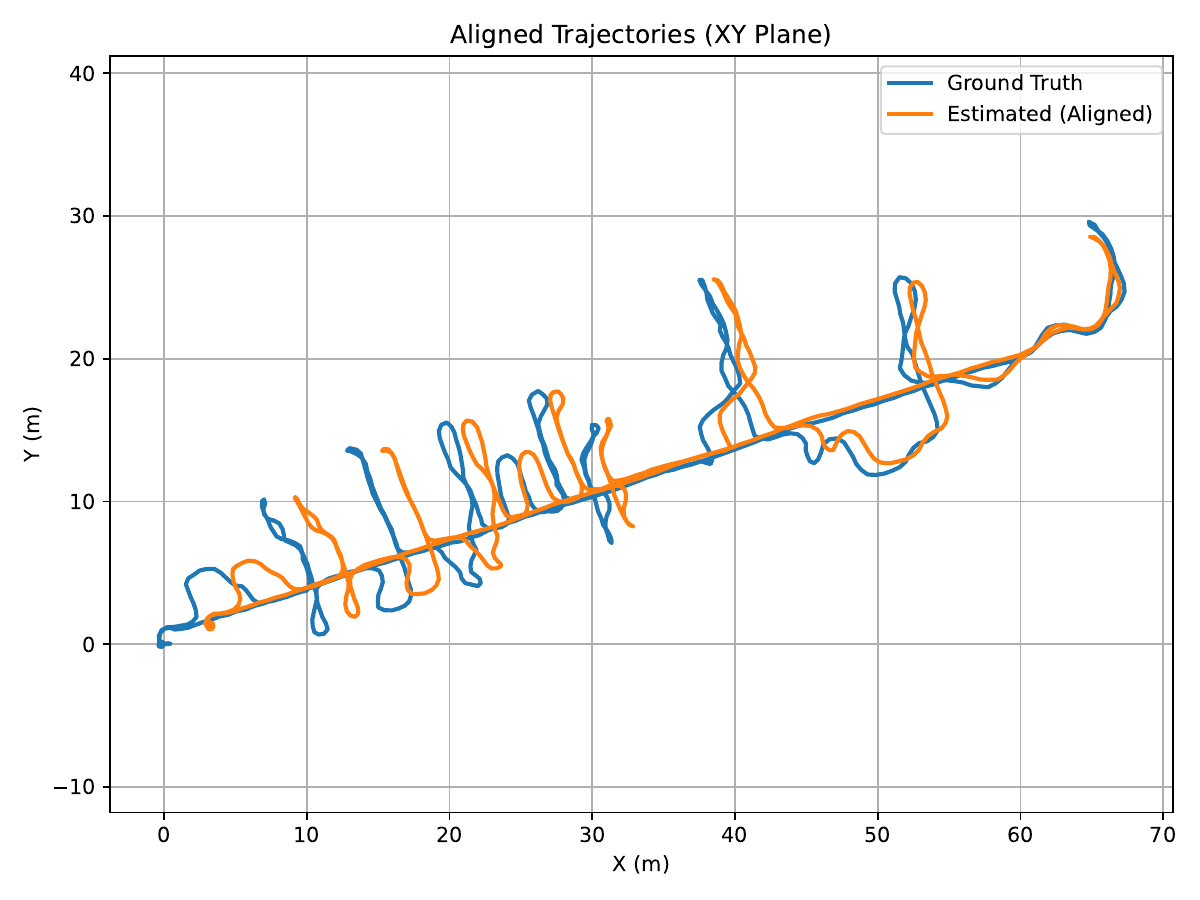 Aligned Trajectories (XY Plane)
Ground Truth
Estimated (Aligned)
Y (m)
40
30
20
10
0
−10
0 10 20 30 40 50 60 70
X (m)